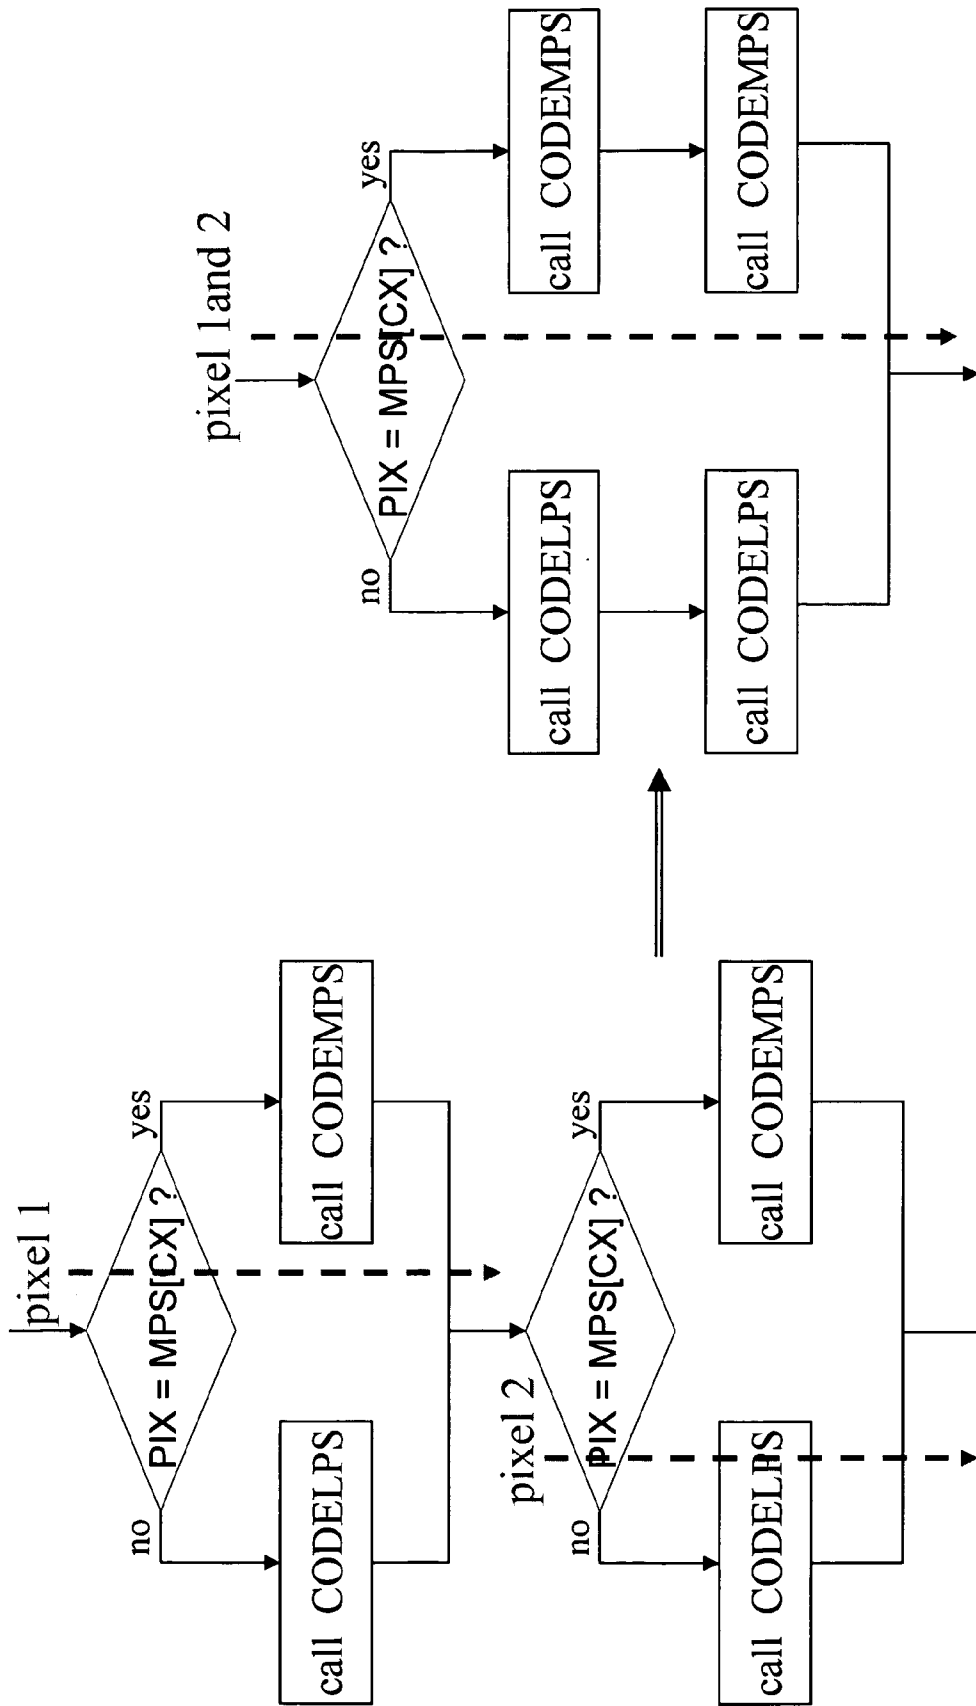 pixel 1
PIX = MPS[CX] ?
no
yes
call CODELPS
call CODEMPS
pixel 2
PIX = MPS[CX] ?
no
yes
call CODELPS
call CODEMPS
pixel 1and 2
PIX = MPS[CX] ?
no
yes
call CODELPS
call CODEMPS
call CODELPS
call CODEMPS